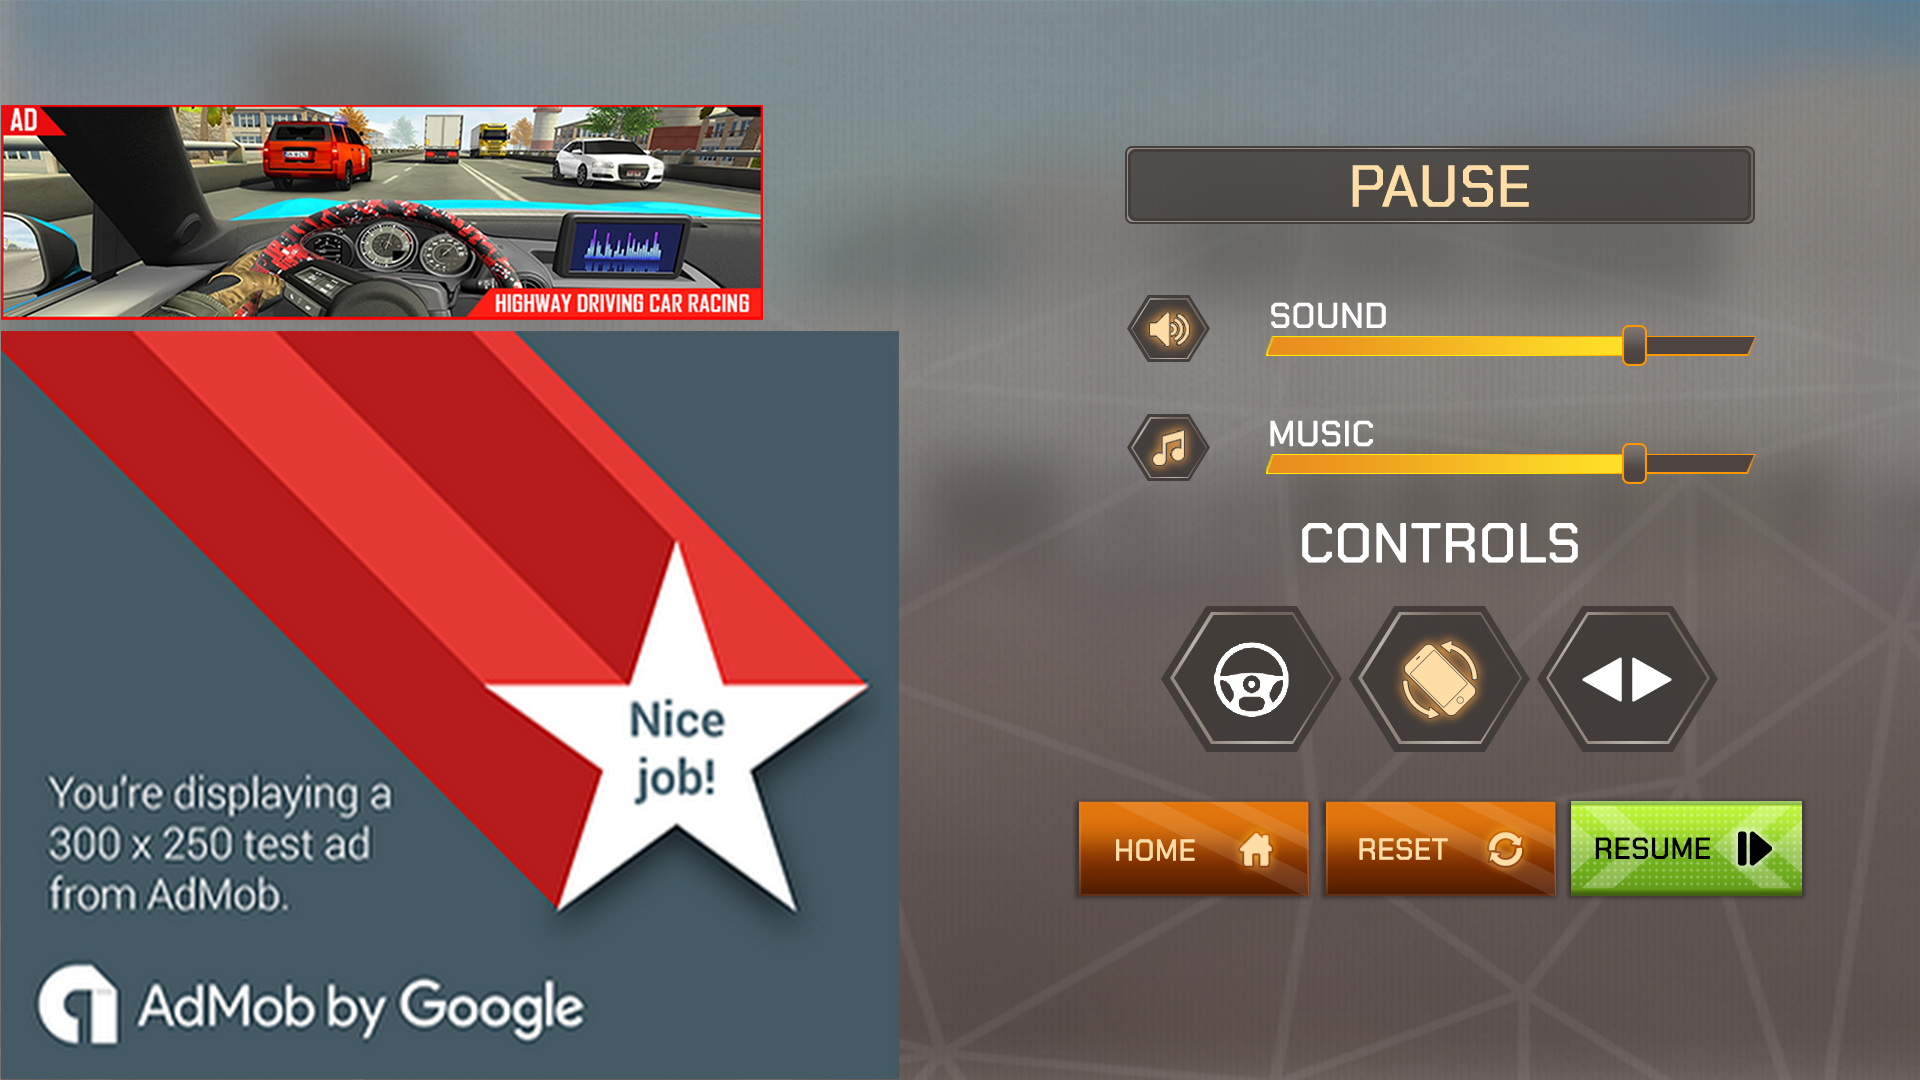 AD
HIGHWAY DRIVING CAR RACING
Nice
job!
You're displaying a
300 x 250 test ad
from AdMob.
AdMob by Google
PAUSE
SOUND
MUSIC
CONTROLS
HOME
RESET
RESUME